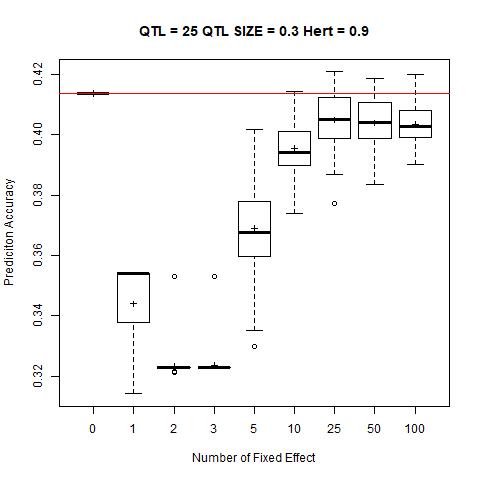 QTL = 25 QTL SIZE = 0.3 Hert = 0.9
0.42
0.40
0.38
0.36
0.34
0.32
Prediciton Accuracy
0 1 2 3 5 10 25 50 100
Number of Fixed Effect